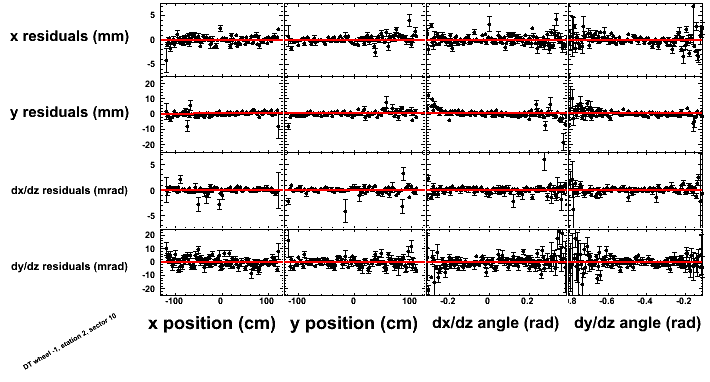 x residuals (mm)
5
0
-5
y residuals (mm)
20
10
0
-10
-20
dx/dz residuals (mrad)
5
0
-5
dy/dz residuals (mrad)
20
10
0
-10
-20
-100 0 100 -100 0 100 -0.2 0 0.2 -0.8 -0.6 -0.4 -0.2
x position (cm) y position (cm) dx/dz angle (rad) dy/dz angle (rad)
DT wheel -1, station 2, sector 10